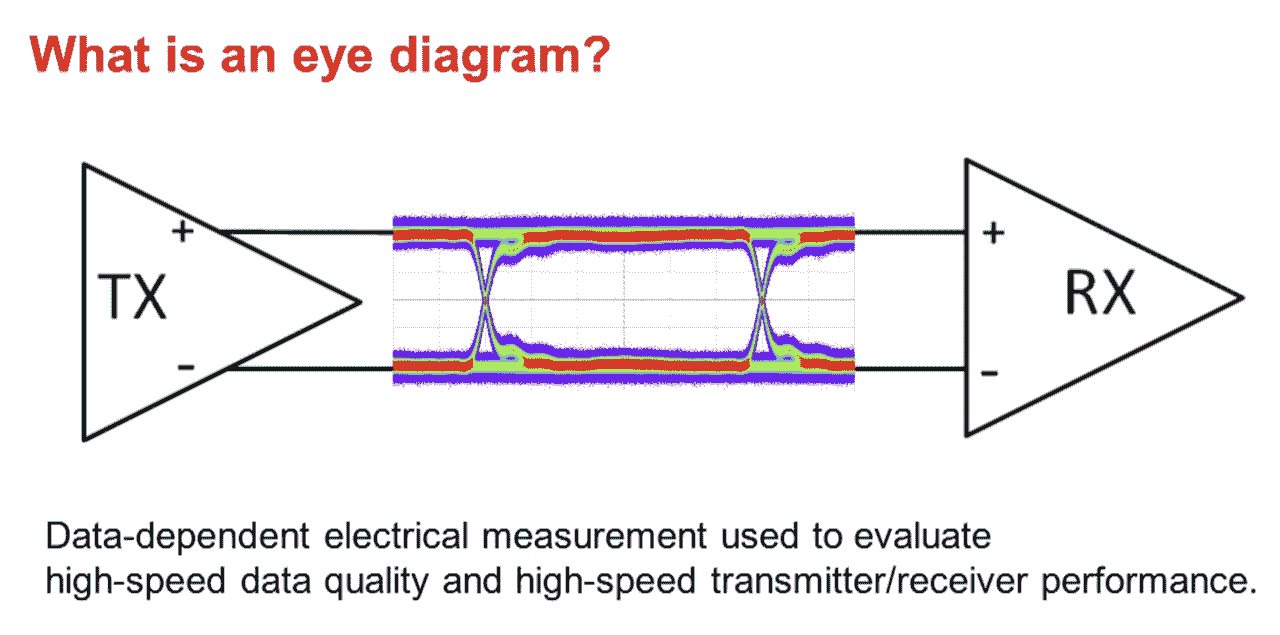 What is an eye diagram?
+
TX
-
+
RX
-
Data-dependent electrical measurement used to evaluate
high-speed data quality and high-speed transmitter/receiver performance.